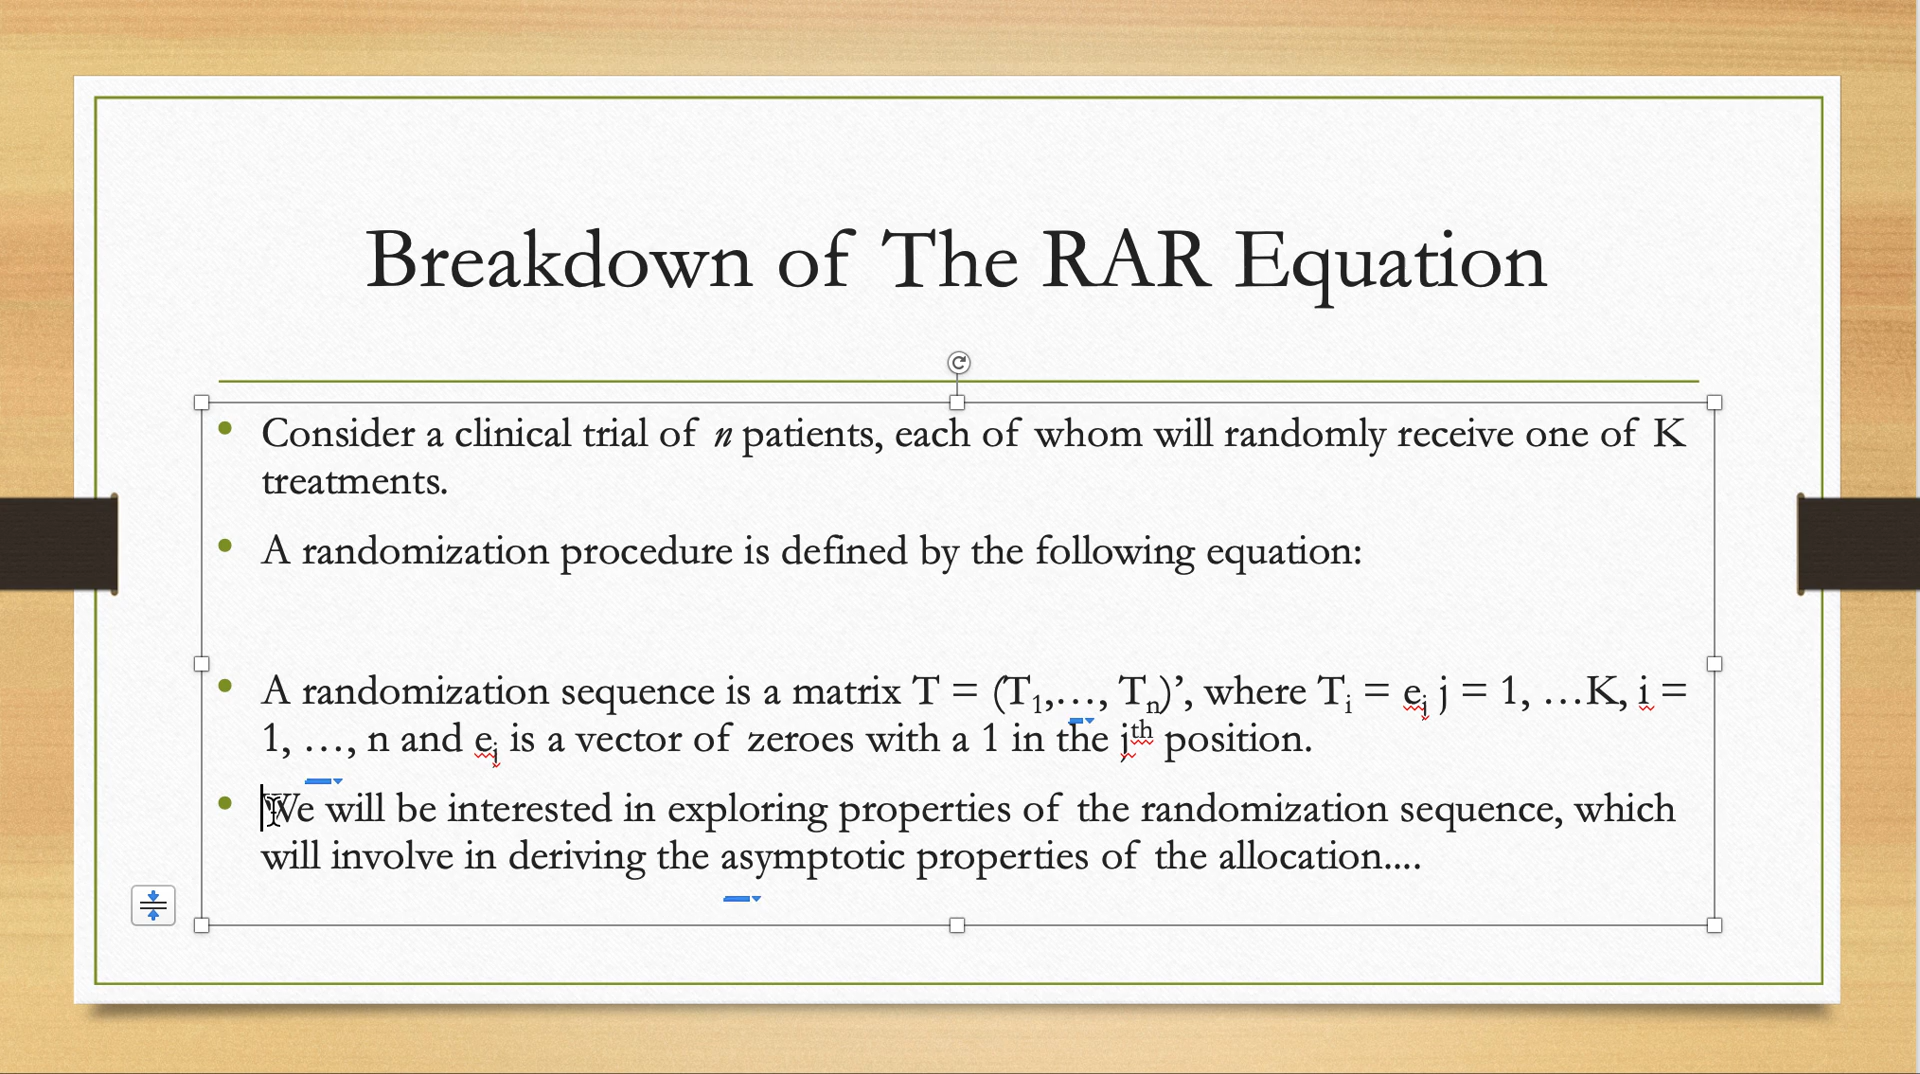 Breakdown of The RAR Equation
• Consider a clinical trial of n patients, each of whom will randomly receive one of K
treatments.
• A randomization procedure is defined by the following equation:
• A randomization sequence is a matrix T = (T₁,…, Tₙ)’, where Tᵢ = eⱼ j = 1, …K, i =
1, …, n and eⱼ is a vector of zeroes with a 1 in the jᵗʰ position.
• We will be interested in exploring properties of the randomization sequence, which
will involve in deriving the asymptotic properties of the allocation....